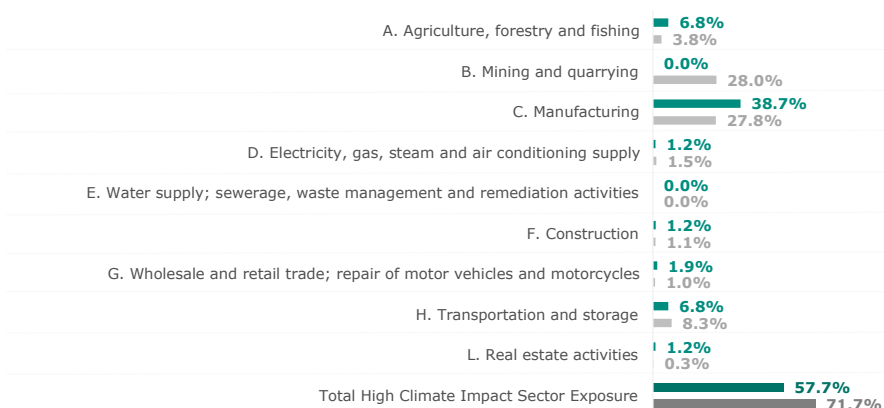 A. Agriculture, forestry and fishing 6.8%
3.8%
B. Mining and quarrying 0.0%
28.0%
C. Manufacturing 38.7%
27.8%
D. Electricity, gas, steam and air conditioning supply 1.2%
1.5%
E. Water supply; sewerage, waste management and remediation activities 0.0%
0.0%
F. Construction 1.2%
1.1%
G. Wholesale and retail trade; repair of motor vehicles and motorcycles 1.9%
1.0%
H. Transportation and storage 6.8%
8.3%
L. Real estate activities 1.2%
0.3%
Total High Climate Impact Sector Exposure 57.7%
71.7%